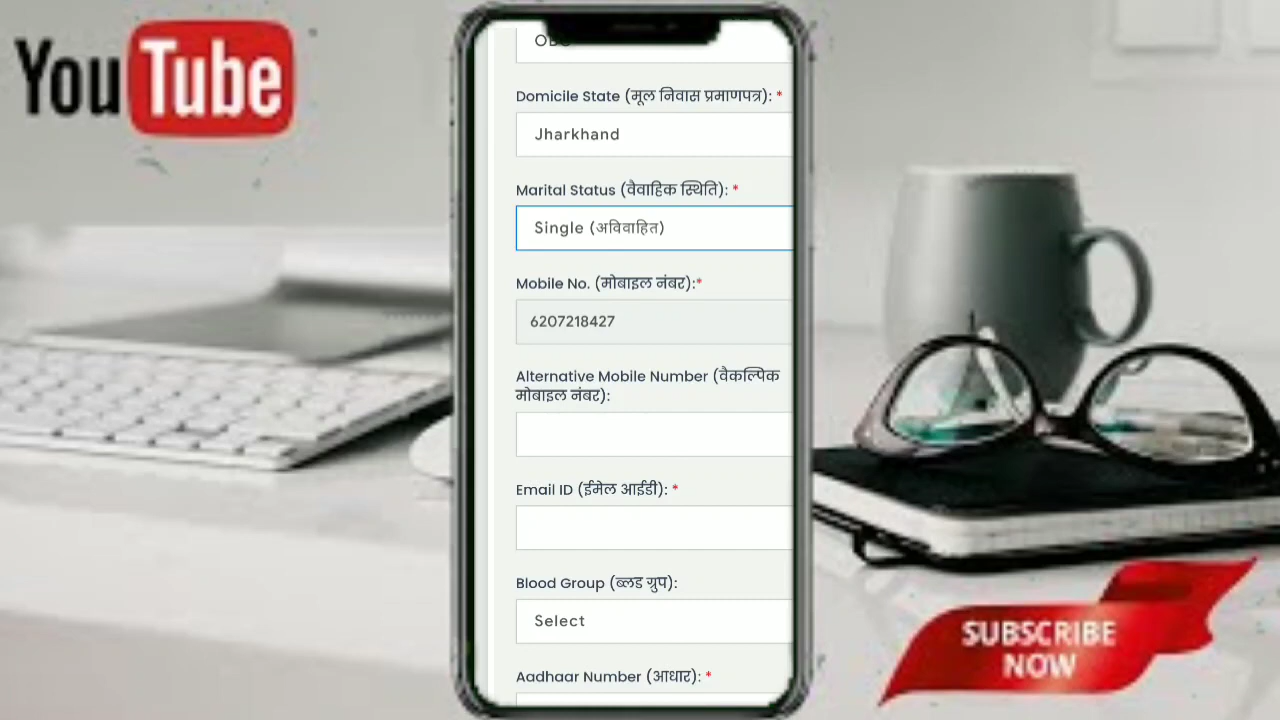 YouTube
OBC
Domicile State (मूल निवास प्रमाणपत्र): *
Jharkhand
Marital Status (वैवाहिक स्थिति): *
Single (अविवाहित)
Mobile No. (मोबाइल नंबर):*
6207218427
Alternative Mobile Number (वैकल्पिक
मोबाइल नंबर):
Email ID (ईमेल आईडी): *
Blood Group (ब्लड ग्रुप):
Select
Aadhaar Number (आधार): *
SUBSCRIBE
NOW